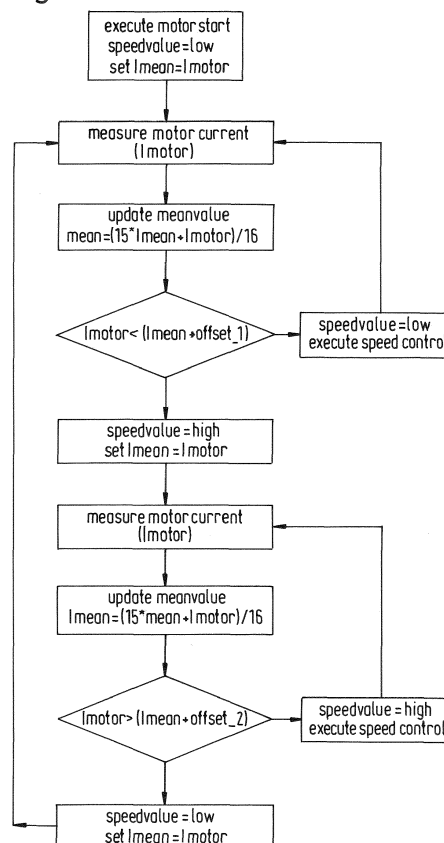 execute motor start
speedvalue=low
set Imean=Imotor
measure motor current
(Imotor)
update meanvalue
mean=(15*Imean+Imotor)/16
Imotor<(Imean+offset_1)
speedvalue=low
execute speed control
speedvalue=high
set Imean=Imotor
measure motor current
(Imotor)
update meanvalue
Imean=(15*mean+Imotor)/16
Imotor>(Imean+offset_2)
speedvalue=high
execute speed control
speedvalue=low
set Imean=Imotor